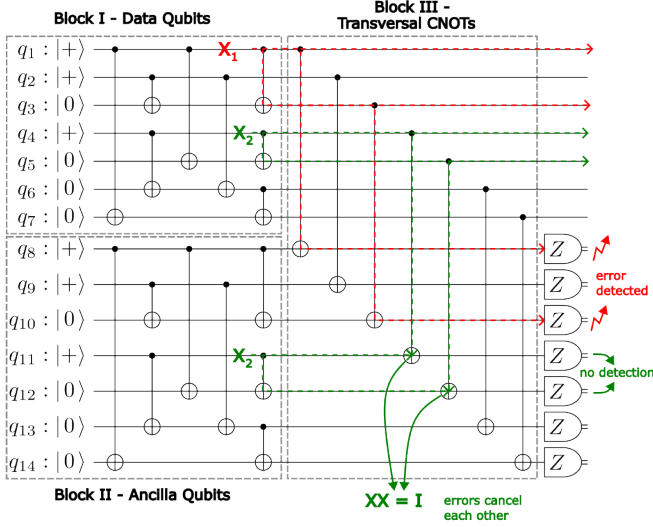 Block I - Data Qubits
Block III -
Transversal CNOTs
q₁ : |+⟩
X₁
q₂ : |+⟩
q₃ : |0⟩
q₄ : |+⟩
X₂
q₅ : |0⟩
q₆ : |0⟩
q₇ : |0⟩
q₈ : |+⟩
Z
q₉ : |+⟩
Z
error
detected
q₁₀ : |0⟩
Z
q₁₁ : |+⟩
X₂
Z
no detection
q₁₂ : |0⟩
Z
q₁₃ : |0⟩
Z
q₁₄ : |0⟩
Z
Block II - Ancilla Qubits
XX = I
errors cancel
each other